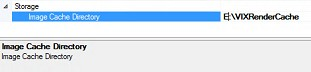 Storage
Image Cache Directory E:\VIXRenderCache
Image Cache Directory
Image Cache Directory